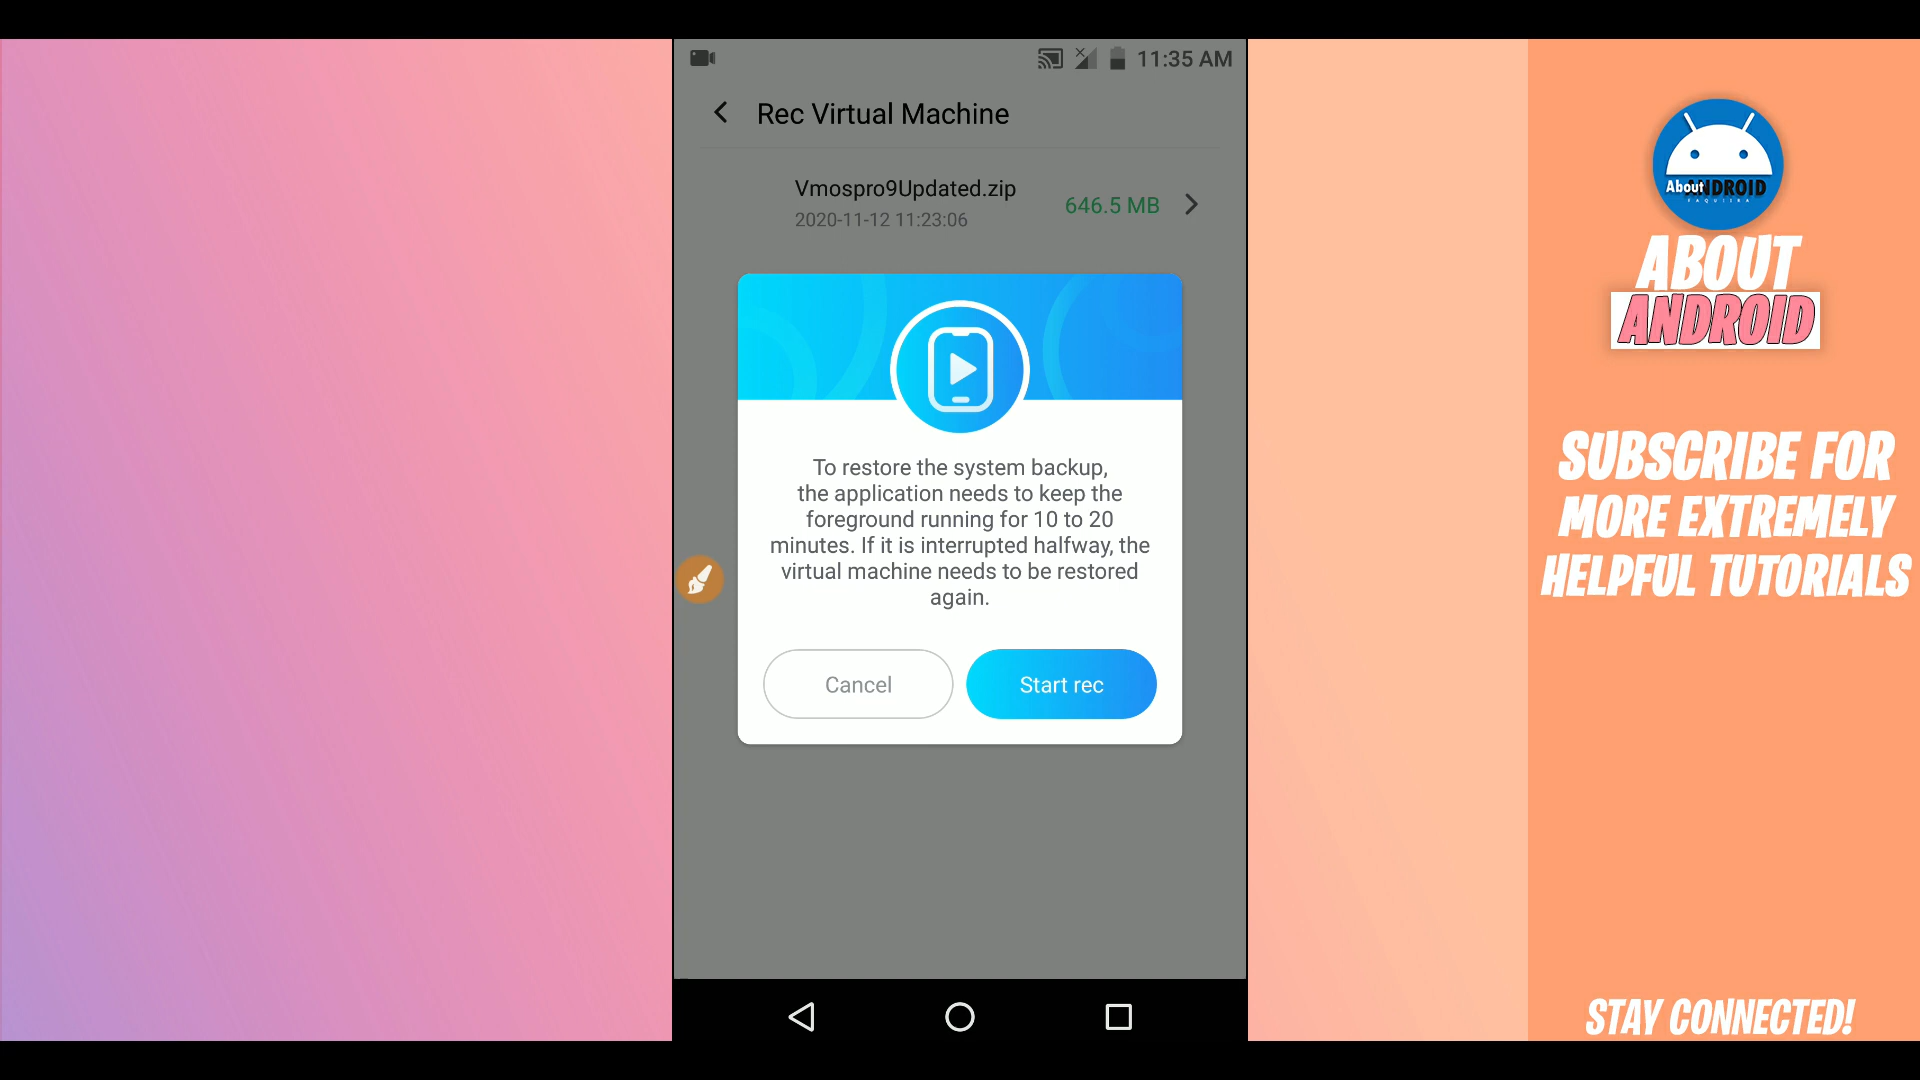 11:35 AM
Rec Virtual Machine
Vmospro9Updated.zip
646.5 MB
2020-11-12 11:23:06
To restore the system backup,
the application needs to keep the
foreground running for 10 to 20
minutes. If it is interrupted halfway, the
virtual machine needs to be restored
again.
Cancel
Start rec
About ANDROID
FAQUIIRA
ABOUT
ANDROID
SUBSCRIBE FOR
MORE EXTREMELY
HELPFUL TUTORIALS
STAY CONNECTED!